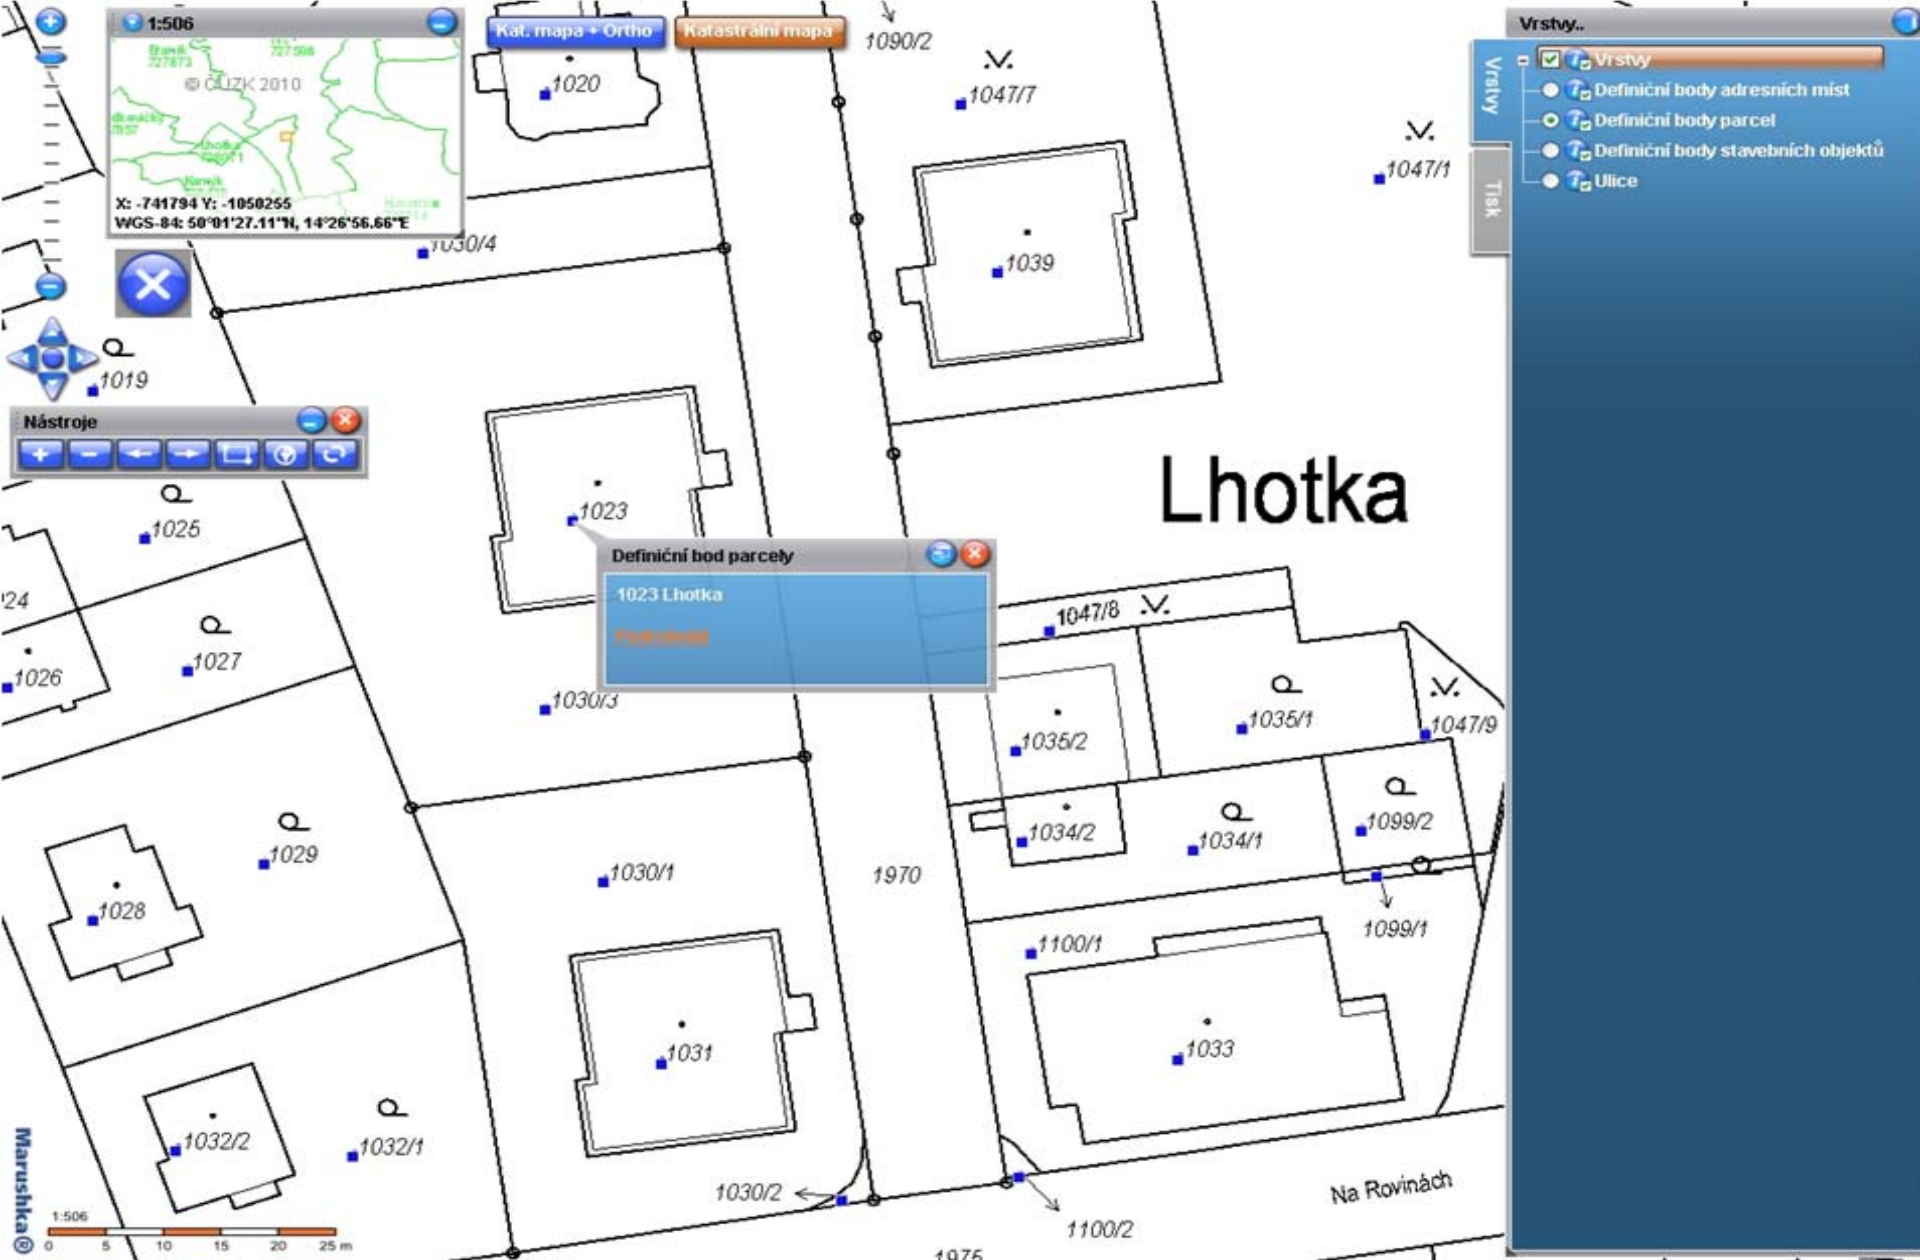 1:506
Braník
727873
© ČÚZK 2010
Lhotka
X: -741794 Y: -1050255
WGS-84: 50°01'27.11"N, 14°26'56.66"E
Kat. mapa + Ortho
Katastrální mapa
Vrstvy..
Vrstvy
Tisk
Vrstvy
Definiční body adresních míst
Definiční body parcel
Definiční body stavebních objektů
Ulice
1090/2
1020
1047/7
1047/1
1030/4
1039
1019
Nástroje
Lhotka
1023
1025
Definiční bod parcely
1023 Lhotka
1047/8
1027
1026
1030/3
1035/1
1047/9
1035/2
1099/2
1034/2
1034/1
1029
1030/1
1970
1028
1099/1
1100/1
1031
1033
1032/2
1032/1
Na Rovinách
1030/2
1100/2
1975
Marushka®
1:506
0 5 10 15 20 25 m